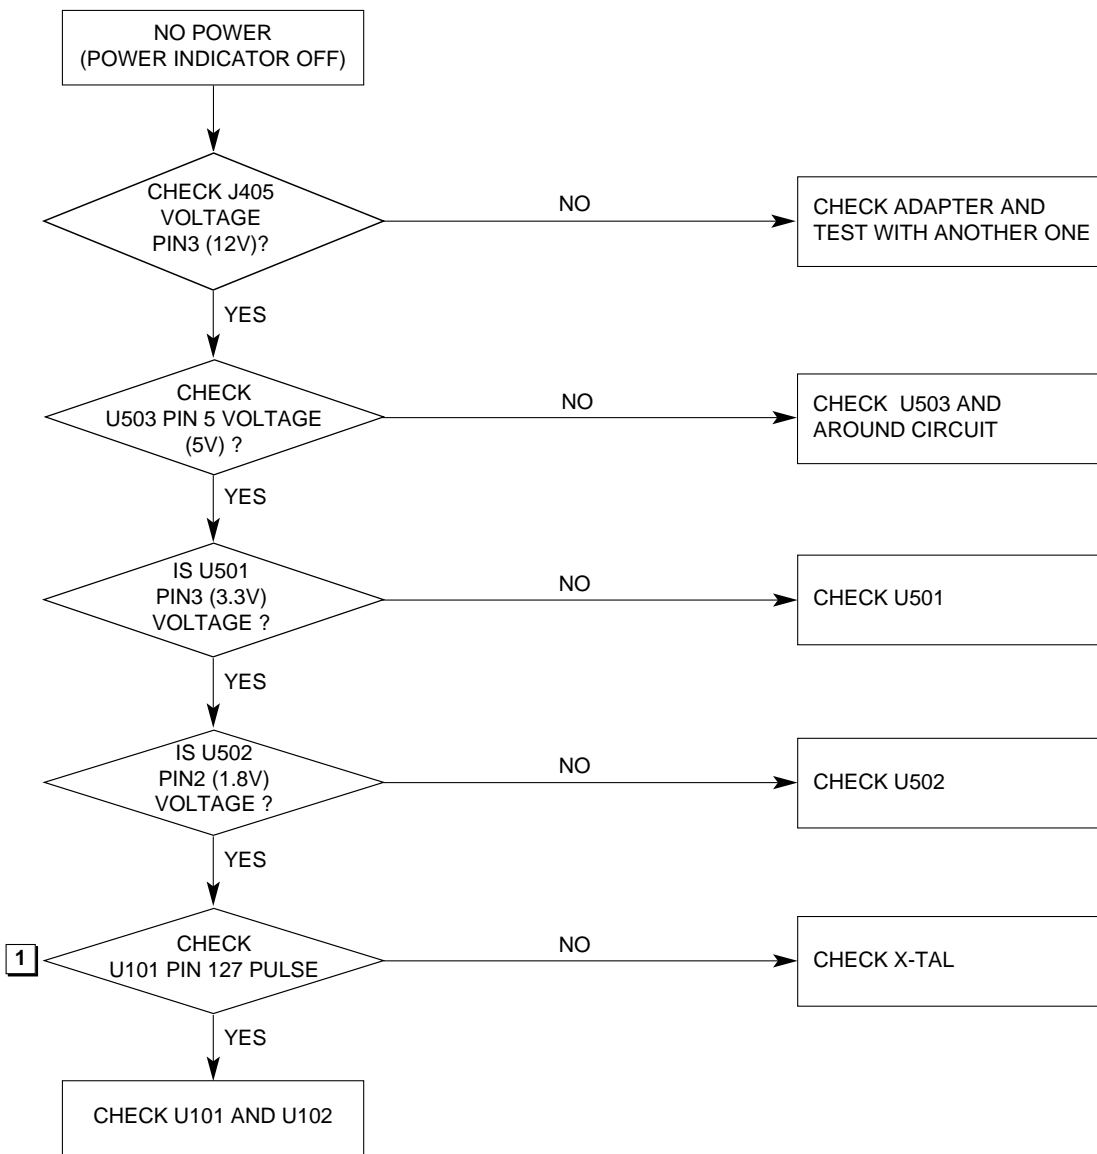 NO POWER
(POWER INDICATOR OFF)
CHECK J405
VOLTAGE
PIN3 (12V)?
NO
CHECK ADAPTER AND
TEST WITH ANOTHER ONE
YES
CHECK
U503 PIN 5 VOLTAGE
(5V) ?
NO
CHECK U503 AND
AROUND CIRCUIT
YES
IS U501
PIN3 (3.3V)
VOLTAGE ?
NO
CHECK U501
YES
IS U502
PIN2 (1.8V)
VOLTAGE ?
NO
CHECK U502
YES
1
CHECK
U101 PIN 127 PULSE
NO
CHECK X-TAL
YES
CHECK U101 AND U102